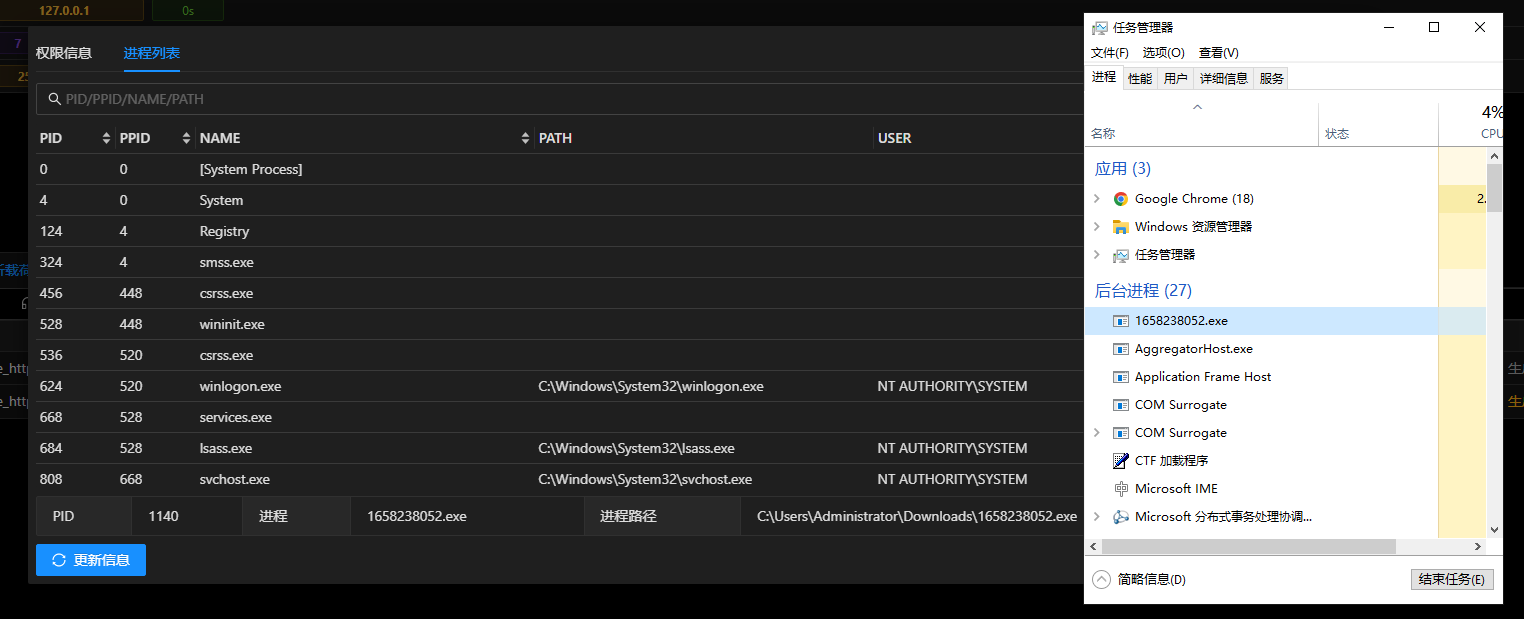 127.0.0.1
0s
7
25
权限信息
进程列表
PID/PPID/NAME/PATH
PID PPID NAME PATH USER
0 0 [System Process]
4 0 System
124 4 Registry
324 4 smss.exe
456 448 csrss.exe
528 448 wininit.exe
536 520 csrss.exe
624 520 winlogon.exe C:\Windows\System32\winlogon.exe NT AUTHORITY\SYSTEM
668 528 services.exe
684 528 lsass.exe C:\Windows\System32\lsass.exe NT AUTHORITY\SYSTEM
808 668 svchost.exe C:\Windows\System32\svchost.exe NT AUTHORITY\SYSTEM
PID 1140 进程 1658238052.exe 进程路径 C:\Users\Administrator\Downloads\1658238052.exe
更新信息
任务管理器
文件(F) 选项(O) 查看(V)
进程 性能 用户 详细信息 服务
4%
名称 状态 CPU
应用 (3)
Google Chrome (18)
2.
Windows 资源管理器
任务管理器
后台进程 (27)
1658238052.exe
AggregatorHost.exe
Application Frame Host
COM Surrogate
COM Surrogate
CTF 加载程序
Microsoft IME
Microsoft 分布式事务处理协调...
简略信息(D)
结束任务(E)